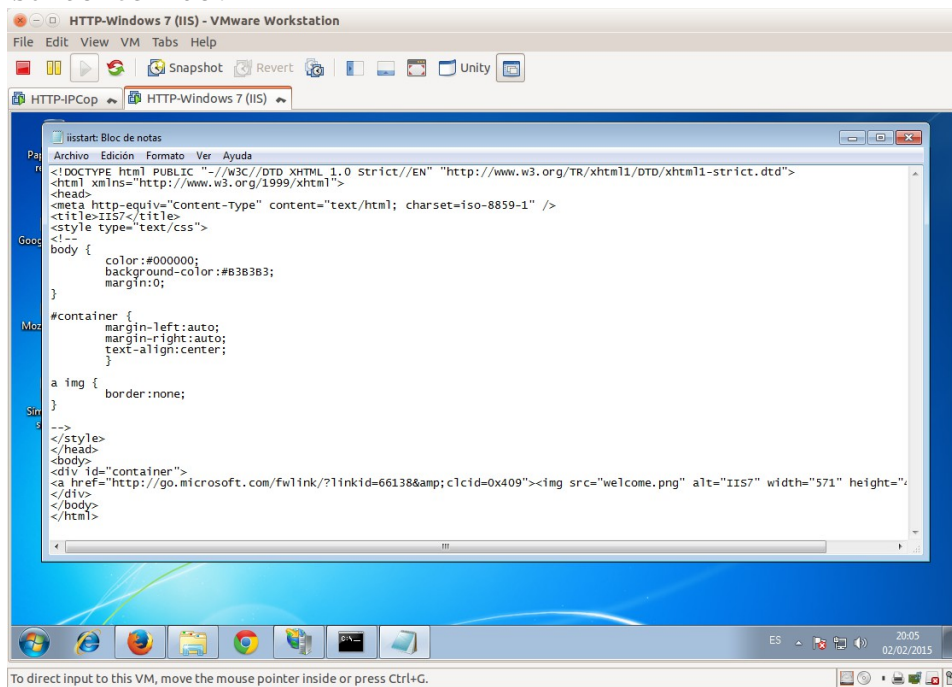 HTTP-Windows 7 (IIS) - VMware Workstation
File Edit View VM Tabs Help
Snapshot Revert Unity
HTTP-IPCop HTTP-Windows 7 (IIS)
iisstart: Bloc de notas
Archivo Edición Formato Ver Ayuda
<!DOCTYPE html PUBLIC "-//W3C//DTD XHTML 1.0 Strict//EN" "http://www.w3.org/TR/xhtml1/DTD/xhtml1-strict.dtd">
<html xmlns="http://www.w3.org/1999/xhtml">
<head>
<meta http-equiv="Content-Type" content="text/html; charset=iso-8859-1" />
<title>IIS7</title>
<style type="text/css">
<!--
body {
color:#000000;
background-color:#B3B3B3;
margin:0;
}
#container {
margin-left:auto;
margin-right:auto;
text-align:center;
}
a img {
border:none;
}
-->
</style>
</head>
<body>
<div id="container">
<a href="http://go.microsoft.com/fwlink/?linkid=66138&amp;clcid=0x409"><img src="welcome.png" alt="IIS7" width="571" height="
</div>
</body>
</html>
ES 20:05
02/02/2015
To direct input to this VM, move the mouse pointer inside or press Ctrl+G.